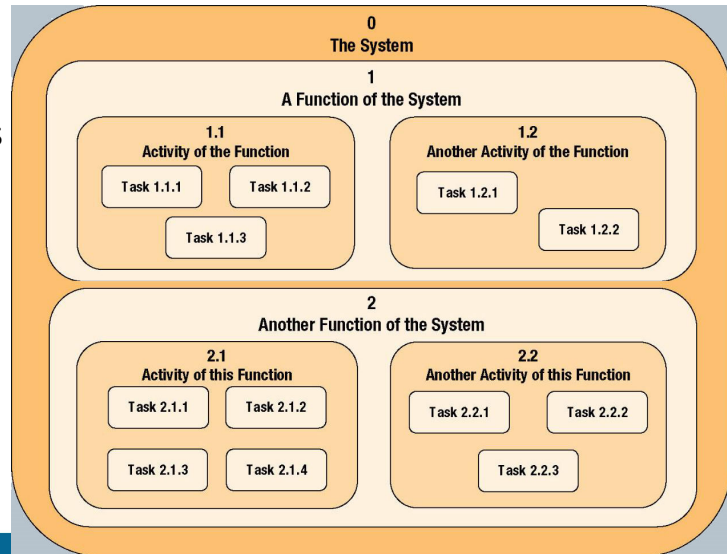 0
The System
1
A Function of the System
1.1
Activity of the Function
Task 1.1.1
Task 1.1.2
Task 1.1.3
1.2
Another Activity of the Function
Task 1.2.1
Task 1.2.2
2
Another Function of the System
2.1
Activity of this Function
Task 2.1.1
Task 2.1.2
Task 2.1.3
Task 2.1.4
2.2
Another Activity of this Function
Task 2.2.1
Task 2.2.2
Task 2.2.3